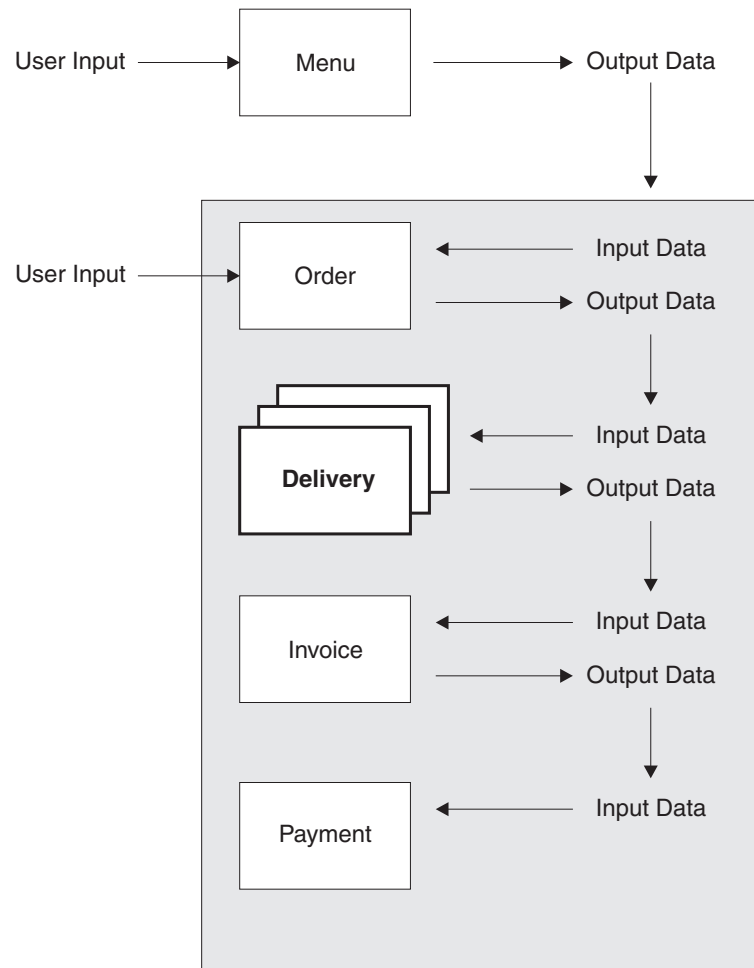 User Input
Menu
Output Data
Input Data
User Input
Order
Output Data
Input Data
Delivery
Output Data
Input Data
Invoice
Output Data
Input Data
Payment